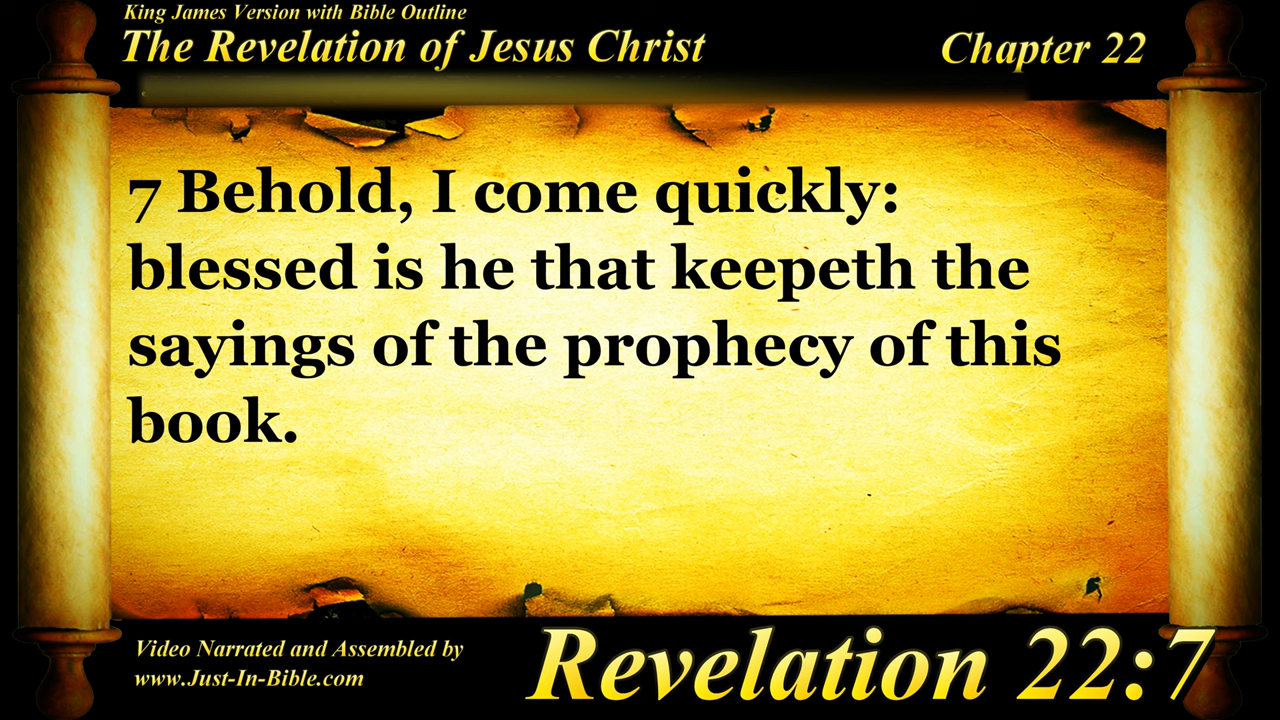 King James Version with Bible Outline
The Revelation of Jesus Christ
Chapter 22
7 Behold, I come quickly:
blessed is he that keepeth the
sayings of the prophecy of this
book.
Video Narrated and Assembled by
www.Just-In-Bible.com
Revelation 22:7